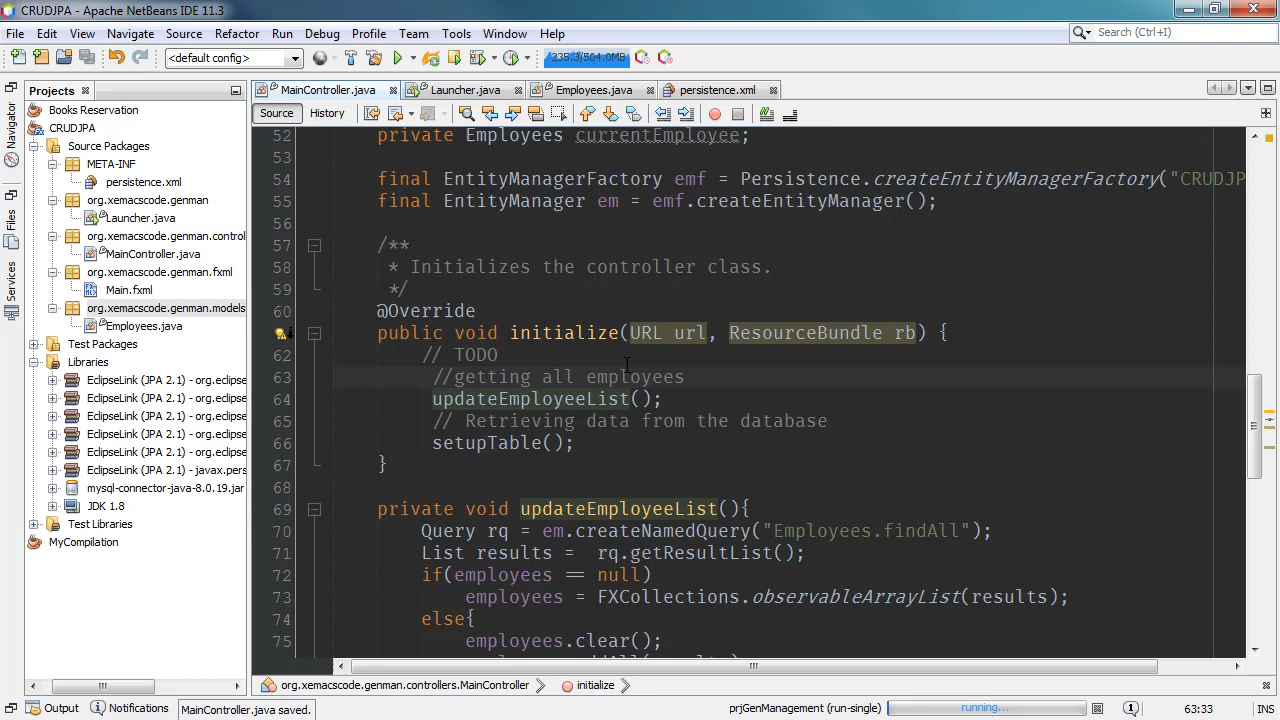 CRUDJPA - Apache NetBeans IDE 11.3
File Edit View Navigate Source Refactor Run Debug Profile Team Tools Window Help
Search (Ctrl+I)
<default config>
235.3/504.0MB
Projects
MainController.java
Launcher.java
Employees.java
persistence.xml
Source
History
Navigator
Files
Services
Books Reservation
CRUDJPA
Source Packages
META-INF
persistence.xml
org.xemacscode.genman
Launcher.java
org.xemacscode.genman.control
MainController.java
org.xemacscode.genman.fxml
Main.fxml
org.xemacscode.genman.models
Employees.java
Test Packages
Libraries
EclipseLink (JPA 2.1) - org.eclipse
EclipseLink (JPA 2.1) - org.eclipse
EclipseLink (JPA 2.1) - org.eclipse
EclipseLink (JPA 2.1) - org.eclipse
EclipseLink (JPA 2.1) - org.eclipse
EclipseLink (JPA 2.1) - javax.pers
mysql-connector-java-8.0.19.jar
JDK 1.8
Test Libraries
MyCompilation
52 private Employees currentEmployee;
53
54 final EntityManagerFactory emf = Persistence.createEntityManagerFactory("CRUDJP
55 final EntityManager em = emf.createEntityManager();
56
57 /**
58 * Initializes the controller class.
59 */
60 @Override
public void initialize(URL url, ResourceBundle rb) {
62 // TODO
63 //getting all employees
64 updateEmployeeList();
65 // Retrieving data from the database
66 setupTable();
67 }
68
69 private void updateEmployeeList(){
70 Query rq = em.createNamedQuery("Employees.findAll");
71 List results = rq.getResultList();
72 if(employees == null)
73 employees = FXCollections.observableArrayList(results);
74 else{
75 employees.clear();
org.xemacscode.genman.controllers.MainController
initialize
Output
Notifications
MainController.java saved.
prjGenManagement (run-single)
running...
63:33
INS